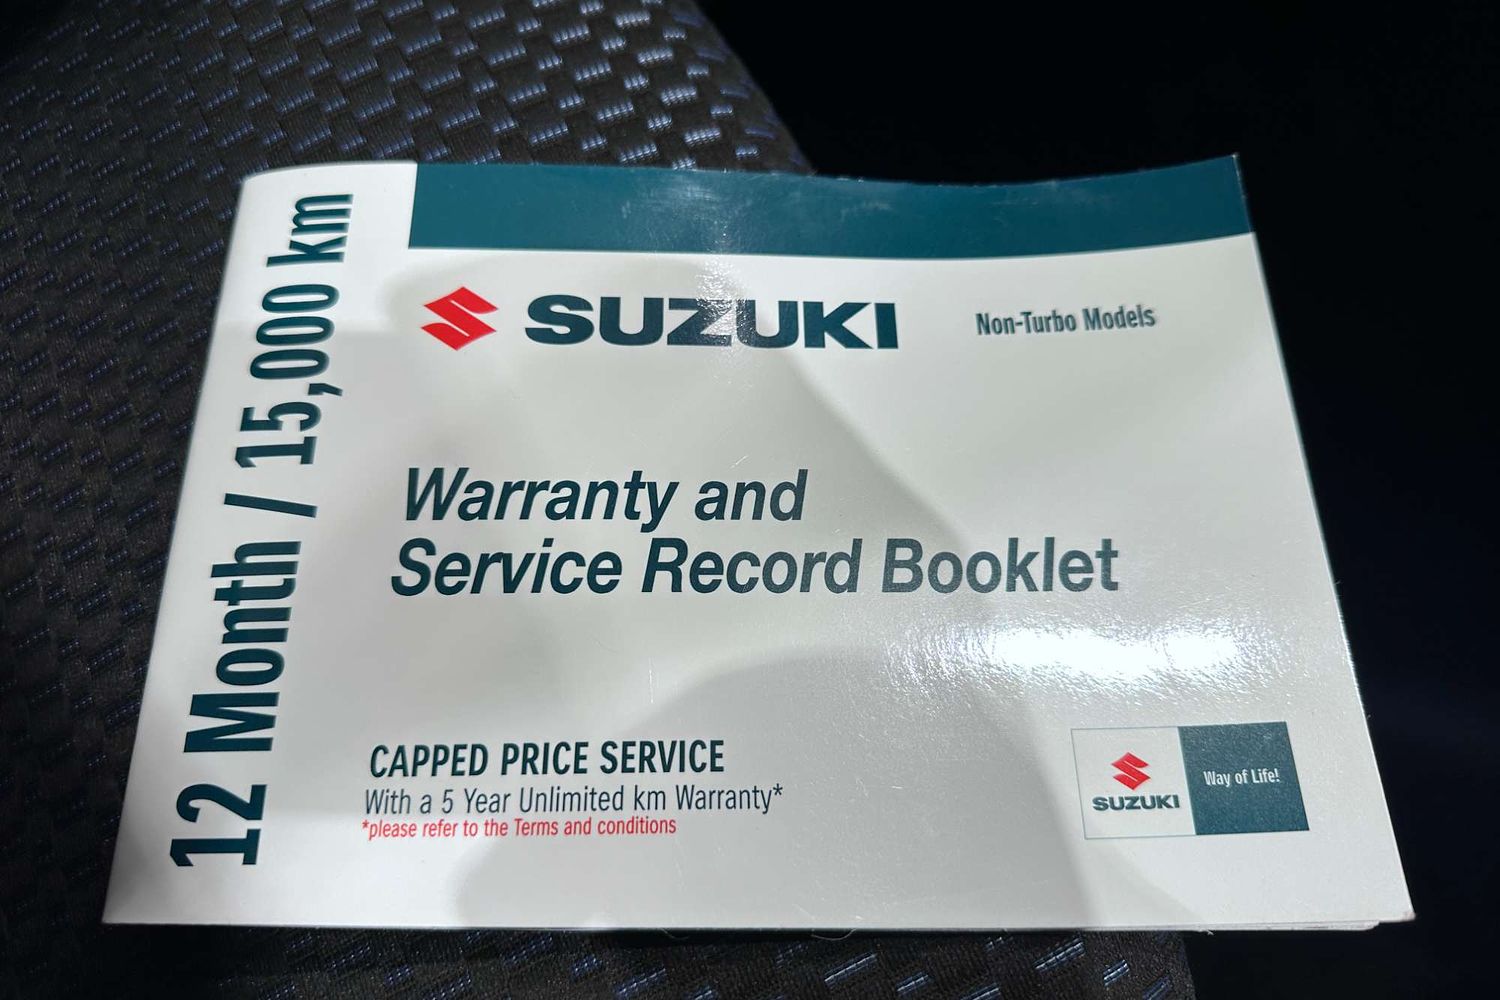 12 Month / 15,000 km
SUZUKI
Non-Turbo Models
Warranty and
Service Record Booklet
CAPPED PRICE SERVICE
With a 5 Year Unlimited km Warranty*
*please refer to the Terms and conditions
SUZUKI
Way of Life!